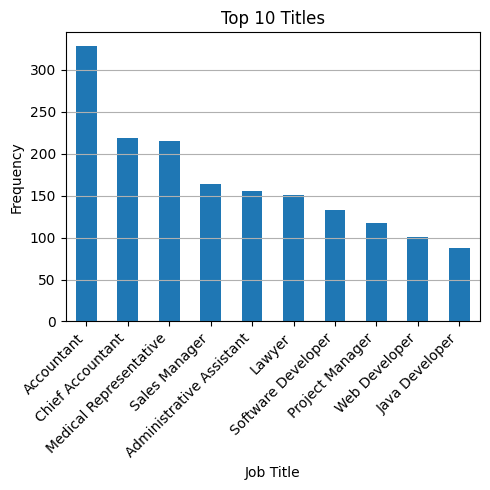 Top 10 Titles
Frequency
300
250
200
150
100
50
0
Accountant
Chief Accountant
Medical Representative
Sales Manager
Administrative Assistant
Lawyer
Software Developer
Project Manager
Web Developer
Java Developer
Job Title